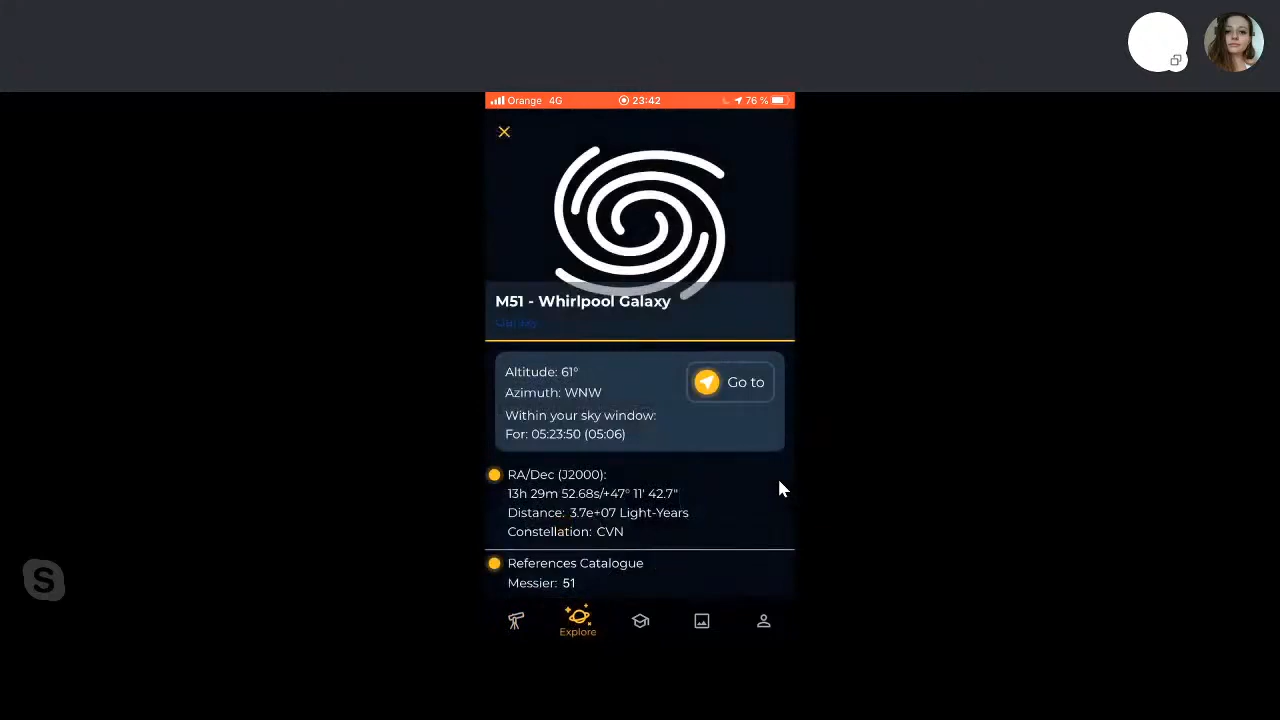 Orange 4G 23:42 76 %
M51 - Whirlpool Galaxy
Galaxy
Altitude: 61°
Azimuth: WNW
Go to
Within your sky window:
For: 05:23:50 (05:06)
RA/Dec (J2000):
13h 29m 52.68s/+47° 11' 42.7"
Distance: 3.7e+07 Light-Years
Constellation: CVN
References Catalogue
Messier: 51
Explore
S